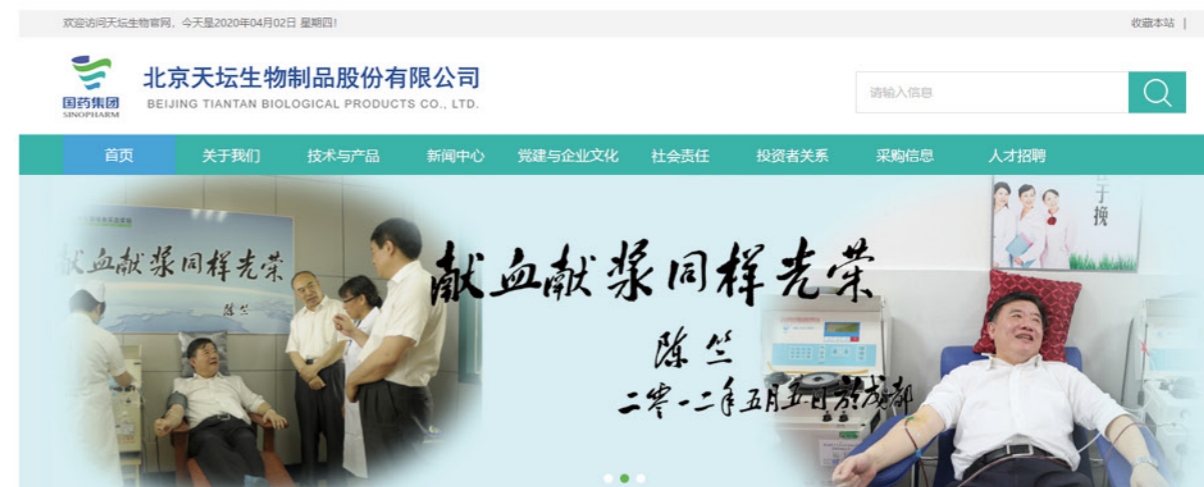 欢迎访问天坛生物官网，今天是2020年04月02日 星期四！
收藏本站 |
国药集团
SINOPHARM
北京天坛生物制品股份有限公司
BEIJING TIANTAN BIOLOGICAL PRODUCTS CO., LTD.
请输入信息
首页 关于我们 技术与产品 新闻中心 党建与企业文化 社会责任 投资者关系 采购信息 人才招聘
献血献浆同样光荣
陈竺
于
挽
献血献浆同样光荣
陈竺
二零一二年五月五日於成都